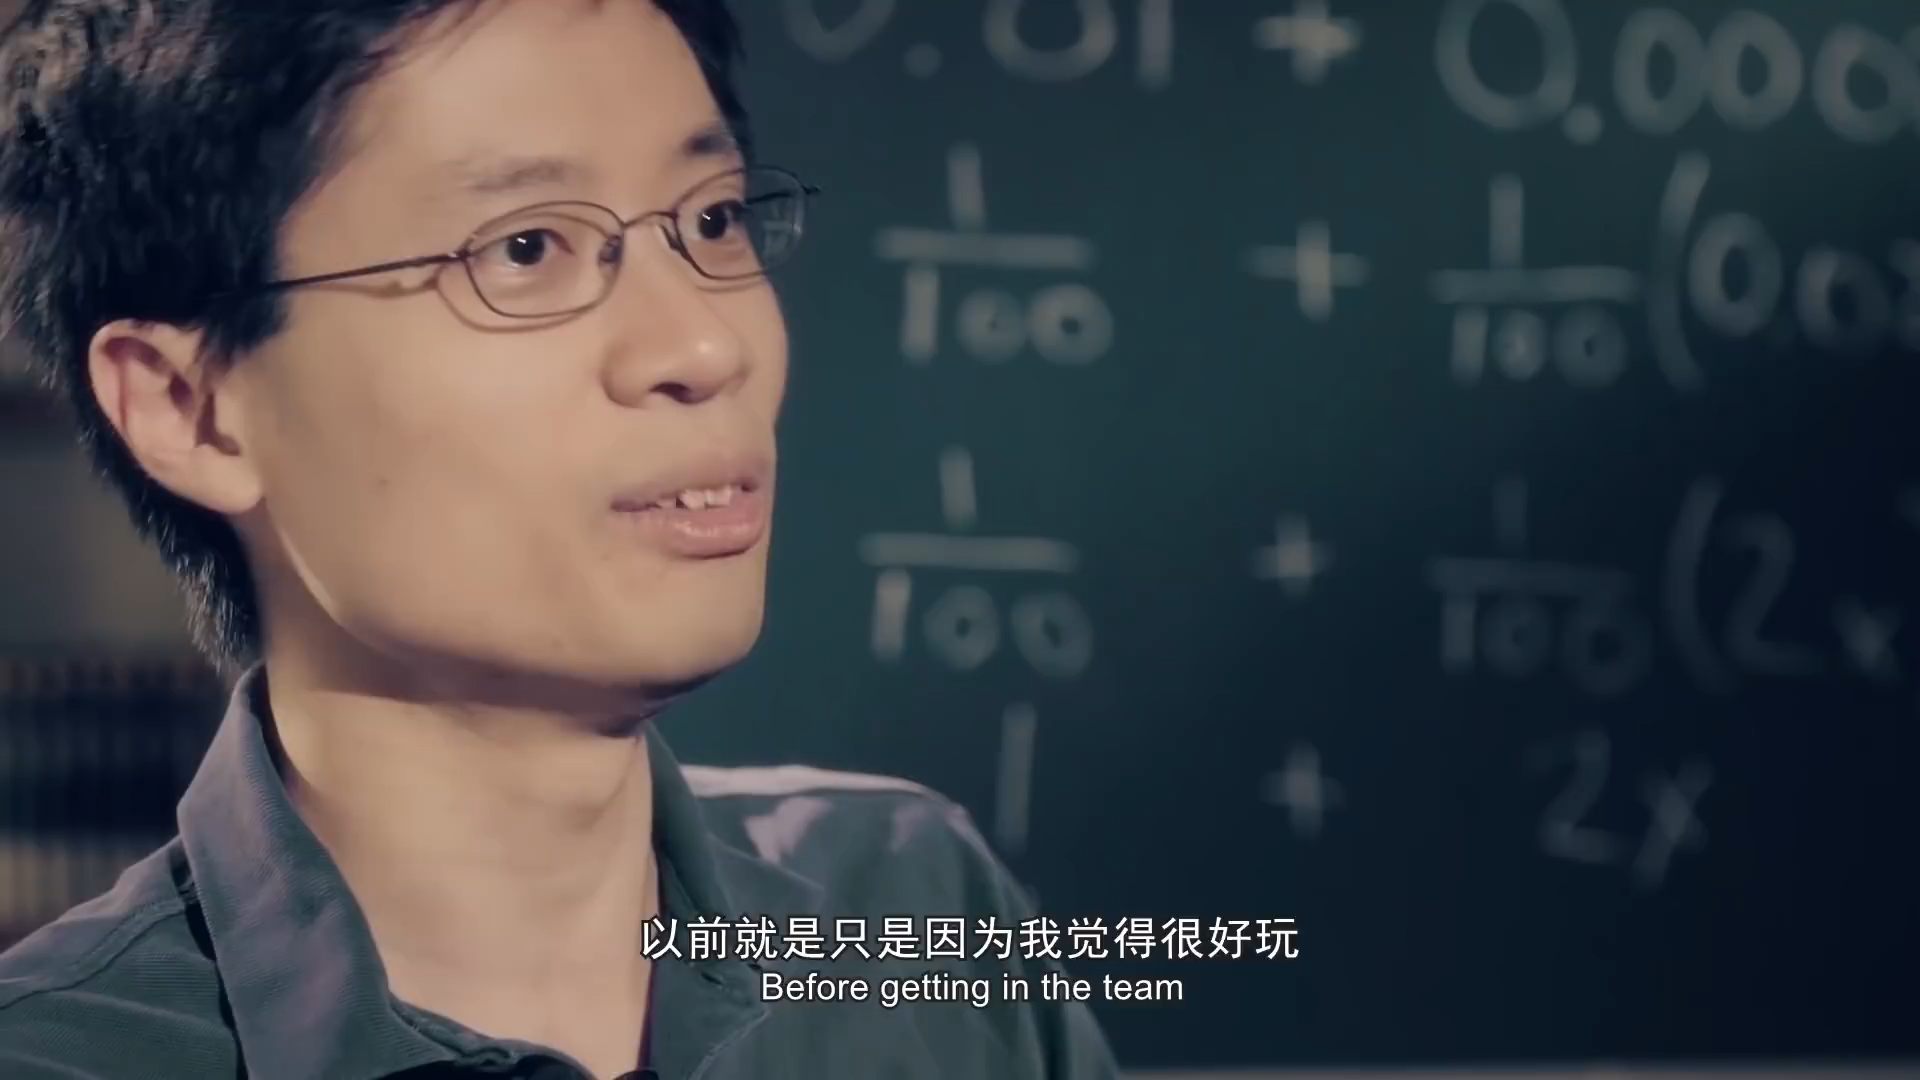 0.01 + 0.000
1/100 + 1/100 (0.0
1/100 + 1/100 (2x
1 + 2x
以前就是只是因为我觉得很好玩
Before getting in the team